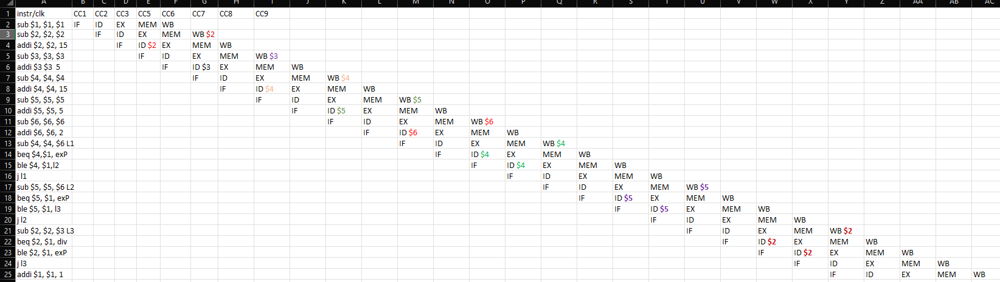 A B C D E F G H I J K L M N O P Q R S T U V W X Y Z AA AB AC
1 instr/clk CC1 CC2 CC3 CC5 CC6 CC7 CC8 CC9
2 sub $1, $1, $1 IF ID EX MEM WB
3 sub $2, $2, $2 IF ID EX MEM WB $2
4 addi $2, $2, 15 IF ID $2 EX MEM WB
5 sub $3, $3, $3 IF ID EX MEM WB $3
6 addi $3 $3 5 IF ID $3 EX MEM WB
7 sub $4, $4, $4 IF ID EX MEM WB $4
8 addi $4, $4, 15 IF ID $4 EX MEM WB
9 sub $5, $5, $5 IF ID EX MEM WB $5
10 addi $5, $5, 5 IF ID $5 EX MEM WB
11 sub $6, $6, $6 IF ID EX MEM WB $6
12 addi $6, $6, 2 IF ID $6 EX MEM WB
13 sub $4, $4, $6 L1 IF ID EX MEM WB $4
14 beq $4,$1, exP IF ID $4 EX MEM WB
15 ble $4, $1,l2 IF ID $4 EX MEM WB
16 j l1 IF ID EX MEM WB
17 sub $5, $5, $6 L2 IF ID EX MEM WB $5
18 beq $5, $1, exP IF ID $5 EX MEM WB
19 ble $5, $1, l3 IF ID $5 EX MEM WB
20 j l2 IF ID EX MEM WB
21 sub $2, $2, $3 L3 IF ID EX MEM WB $2
22 beq $2, $1, div IF ID $2 EX MEM WB
23 ble $2, $1, exP IF ID $2 EX MEM WB
24 j l3 IF ID EX MEM WB
25 addi $1, $1, 1 IF ID EX MEM WB